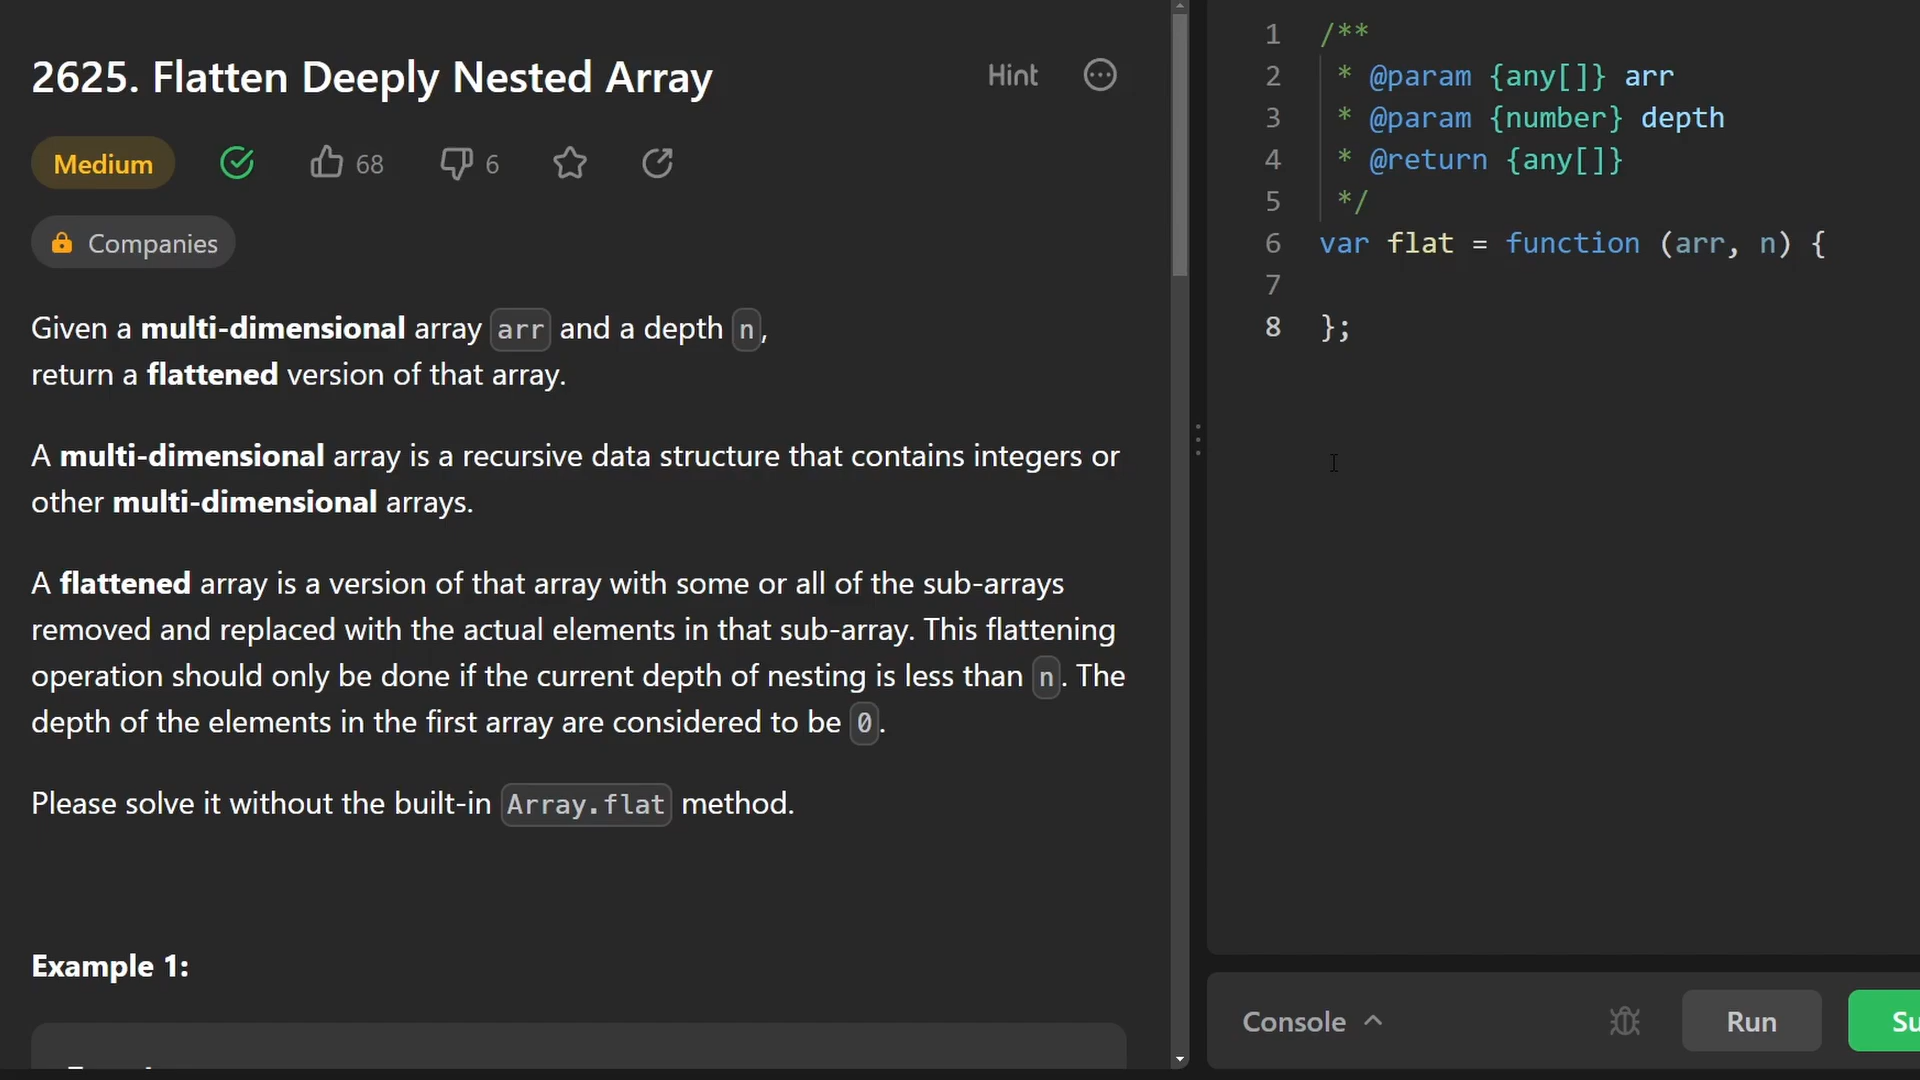 2625. Flatten Deeply Nested Array
Hint
Medium
68
6
Companies
Given a multi-dimensional array arr and a depth n,
return a flattened version of that array.
A multi-dimensional array is a recursive data structure that contains integers or
other multi-dimensional arrays.
A flattened array is a version of that array with some or all of the sub-arrays
removed and replaced with the actual elements in that sub-array. This flattening
operation should only be done if the current depth of nesting is less than n. The
depth of the elements in the first array are considered to be 0.
Please solve it without the built-in Array.flat method.
Example 1:
1 /**
2  * @param {any[]} arr
3  * @param {number} depth
4  * @return {any[]}
5  */
6 var flat = function (arr, n) {
7
8 };
Console
Run
Su